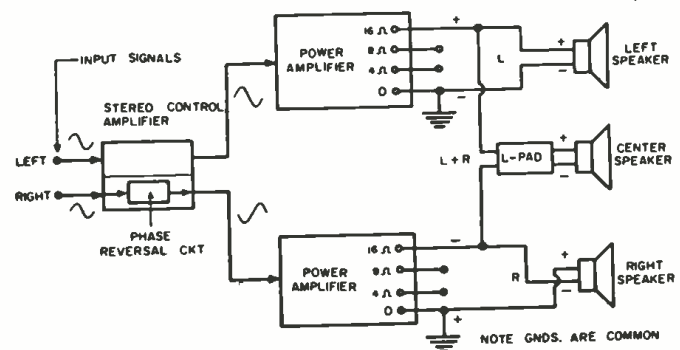 INPUT SIGNALS
STEREO CONTROL
AMPLIFIER
LEFT
RIGHT
PHASE
REVERSAL CKT
POWER
AMPLIFIER
16 Ω
8 Ω
4 Ω
0
+
−
L
+
−
LEFT
SPEAKER
L + R
L-PAD
+
−
CENTER
SPEAKER
POWER
AMPLIFIER
16 Ω
8 Ω
4 Ω
0
−
+
R
+
−
RIGHT
SPEAKER
NOTE GNDS. ARE COMMON